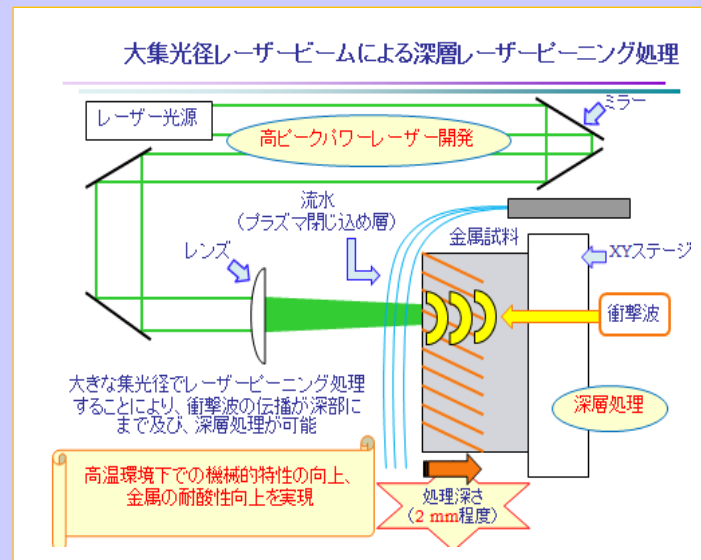 大集光径レーザービームによる深層レーザーピーニング処理
レーザー光源
ミラー
高ピークパワーレーザー開発
流水
(プラズマ閉じ込め層)
金属試料
XYステージ
レンズ
衝撃波
大きな集光径でレーザーピーニング処理
することにより、衝撃波の伝播が深部に
まで及び、深層処理が可能
深層処理
高温環境下での機械的特性の向上、
金属の耐酸性向上を実現
処理深さ
(2 mm程度)